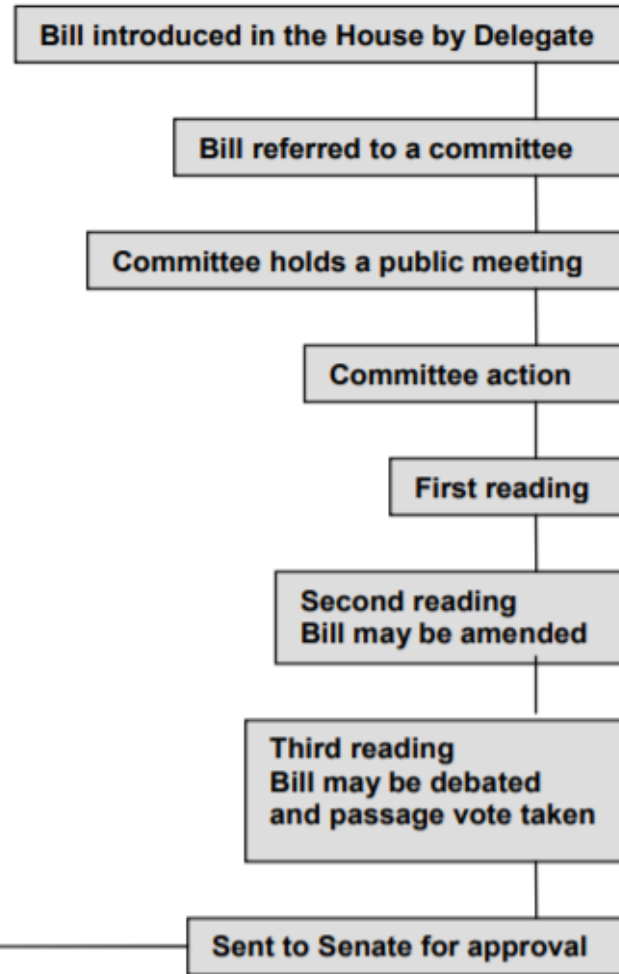 Bill introduced in the House by Delegate
Bill referred to a committee
Committee holds a public meeting
Committee action
First reading
Second reading
Bill may be amended
Third reading
Bill may be debated
and passage vote taken
Sent to Senate for approval